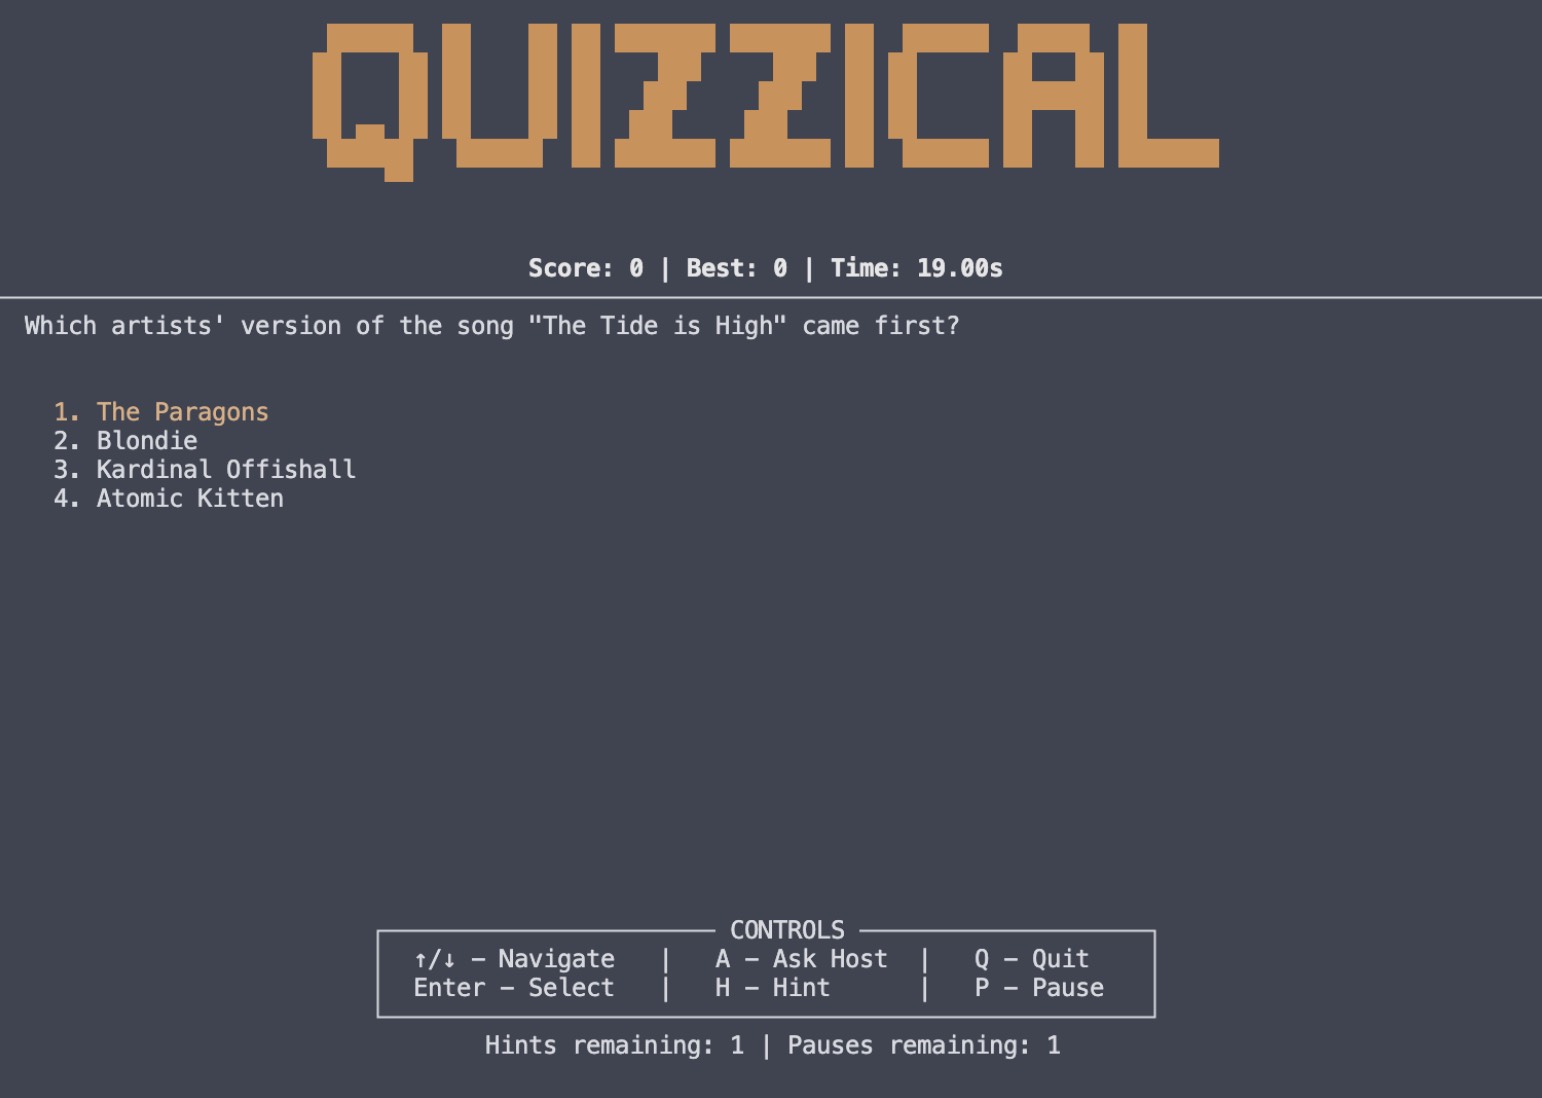 QUIZZICAL
Score: 0 | Best: 0 | Time: 19.00s
Which artists' version of the song "The Tide is High" came first?
1. The Paragons
2. Blondie
3. Kardinal Offishall
4. Atomic Kitten
CONTROLS
↑/↓ – Navigate | A – Ask Host | Q – Quit
Enter – Select | H – Hint | P – Pause
Hints remaining: 1 | Pauses remaining: 1